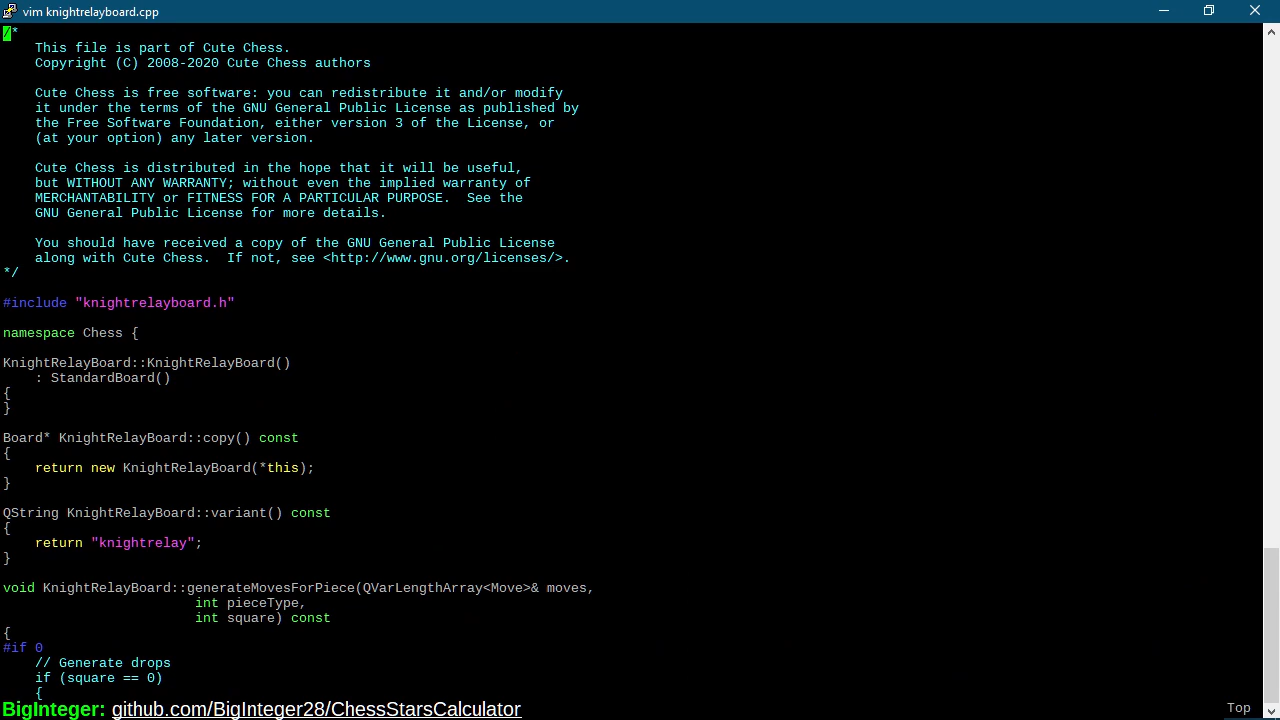 vim knightrelayboard.cpp
/*
This file is part of Cute Chess.
Copyright (C) 2008-2020 Cute Chess authors
Cute Chess is free software: you can redistribute it and/or modify
it under the terms of the GNU General Public License as published by
the Free Software Foundation, either version 3 of the License, or
(at your option) any later version.
Cute Chess is distributed in the hope that it will be useful,
but WITHOUT ANY WARRANTY; without even the implied warranty of
MERCHANTABILITY or FITNESS FOR A PARTICULAR PURPOSE.  See the
GNU General Public License for more details.
You should have received a copy of the GNU General Public License
along with Cute Chess.  If not, see <http://www.gnu.org/licenses/>.
*/
#include "knightrelayboard.h"
namespace Chess {
KnightRelayBoard::KnightRelayBoard()
: StandardBoard()
{
}
Board* KnightRelayBoard::copy() const
{
return new KnightRelayBoard(*this);
}
QString KnightRelayBoard::variant() const
{
return "knightrelay";
}
void KnightRelayBoard::generateMovesForPiece(QVarLengthArray<Move>& moves,
int pieceType,
int square) const
{
#if 0
// Generate drops
if (square == 0)
{
BigInteger: github.com/BigInteger28/ChessStarsCalculator
Top